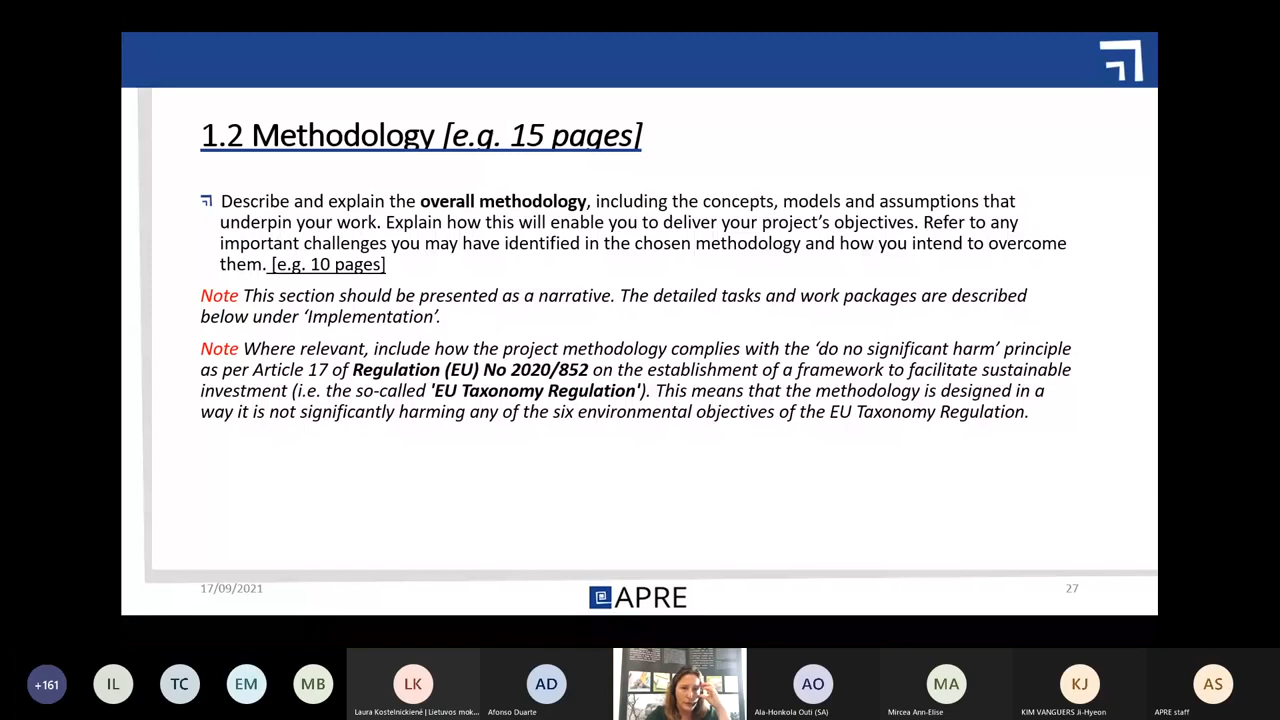 1.2 Methodology [e.g. 15 pages]
Describe and explain the overall methodology, including the concepts, models and assumptions that
underpin your work. Explain how this will enable you to deliver your project's objectives. Refer to any
important challenges you may have identified in the chosen methodology and how you intend to overcome
them. [e.g. 10 pages]
Note This section should be presented as a narrative. The detailed tasks and work packages are described
below under ‘Implementation’.
Note Where relevant, include how the project methodology complies with the ‘do no significant harm’ principle
as per Article 17 of Regulation (EU) No 2020/852 on the establishment of a framework to facilitate sustainable
investment (i.e. the so-called 'EU Taxonomy Regulation'). This means that the methodology is designed in a
way it is not significantly harming any of the six environmental objectives of the EU Taxonomy Regulation.
17/09/2021
APRE
27
+161
IL
TC
EM
MB
LK
AD
AO
MA
KJ
AS
Laura Kostelnickienė | Lietuvos mok...
Afonso Duarte
Ala-Honkola Outi (SA)
Mircea Ann-Elise
KIM VANGUERS Ji-Hyeon
APRE staff